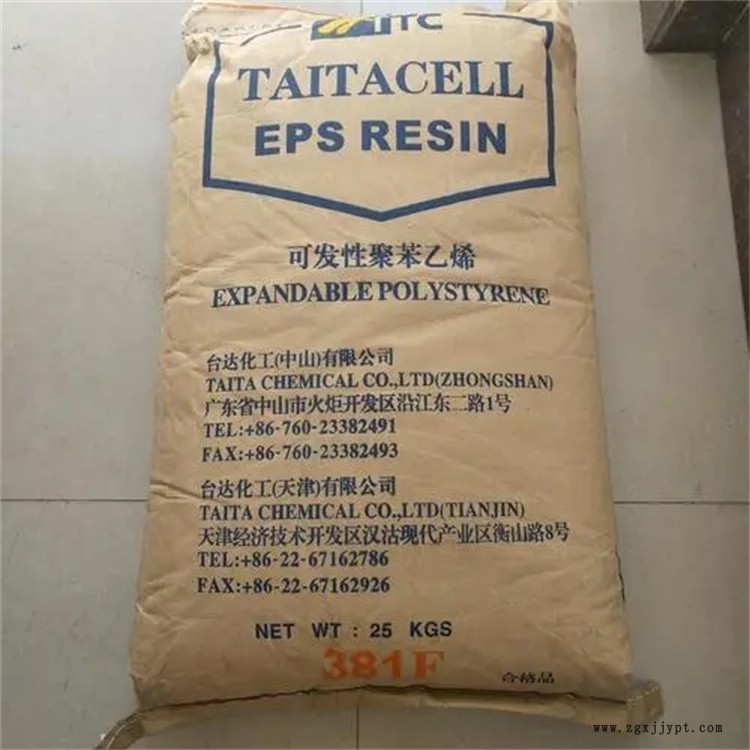 TTC
TAITACELL
EPS RESIN
可发性聚苯乙烯
EXPANDABLE POLYSTYRENE
台达化工(中山)有限公司
TAITA CHEMICAL CO.,LTD(ZHONGSHAN)
广东省中山市火炬开发区沿江东二路1号
TEL:+86-760-23382491
FAX:+86-760-23382493
台达化工(天津)有限公司
TAITA CHEMICAL CO.,LTD(TIANJIN)
天津经济技术开发区汉沽现代产业区衡山路8号
TEL:+86-22-67162786
FAX:+86-22-67162926
NET WT : 25 KGS
381F
合格品
www.zgxjjypt.com